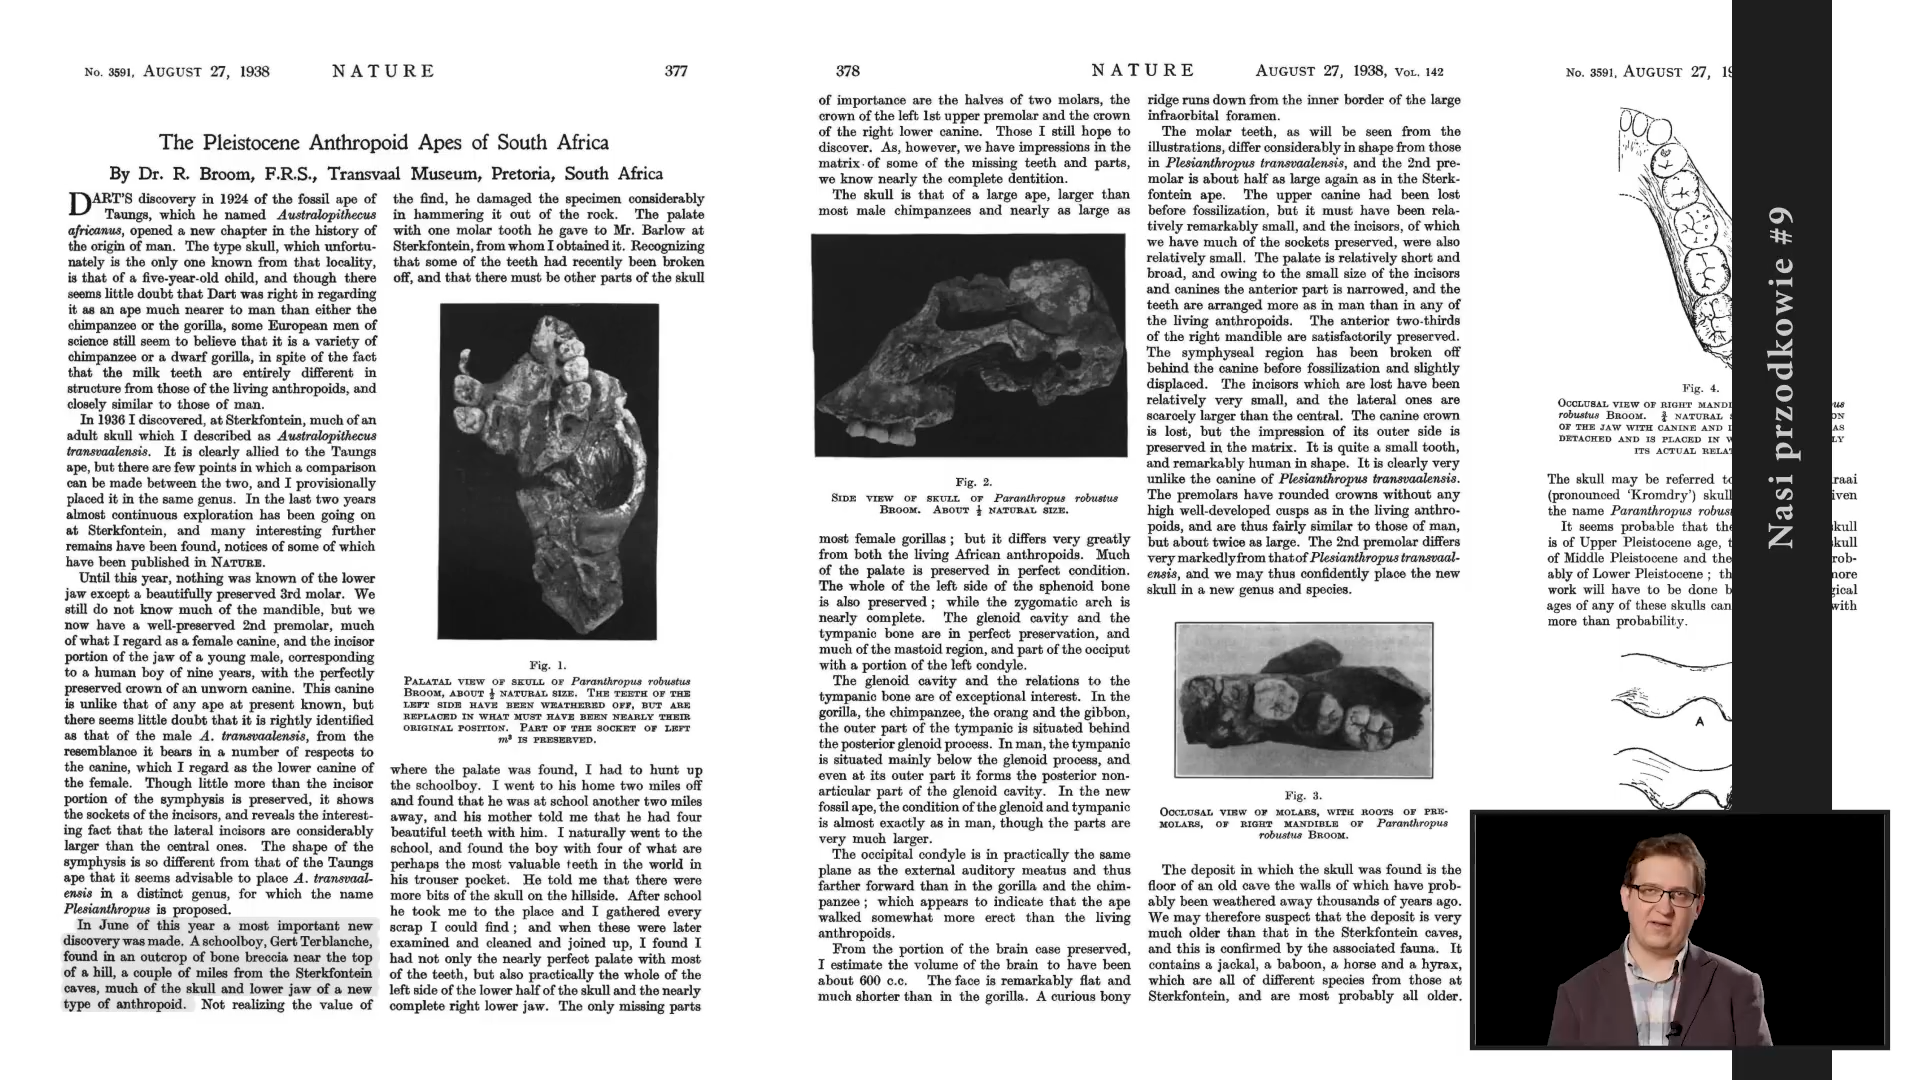 No. 3591, AUGUST 27, 1938 NATURE 377
The Pleistocene Anthropoid Apes of South Africa
By Dr. R. Broom, F.R.S., Transvaal Museum, Pretoria, South Africa
DART'S discovery in 1924 of the fossil ape of
Taungs, which he named Australopithecus
africanus, opened a new chapter in the history of
the origin of man. The type skull, which unfortu-
nately is the only one known from that locality,
is that of a five-year-old child, and though there
seems little doubt that Dart was right in regarding
it as an ape much nearer to man than either the
chimpanzee or the gorilla, some European men of
science still seem to believe that it is a variety of
chimpanzee or a dwarf gorilla, in spite of the fact
that the milk teeth are entirely different in
structure from those of the living anthropoids, and
closely similar to those of man.
In 1936 I discovered, at Sterkfontein, much of an
adult skull which I described as Australopithecus
transvaalensis. It is clearly allied to the Taungs
ape, but there are few points in which a comparison
can be made between the two, and I provisionally
placed it in the same genus. In the last two years
almost continuous exploration has been going on
at Sterkfontein, and many interesting further
remains have been found, notices of some of which
have been published in NATURE.
Until this year, nothing was known of the lower
jaw except a beautifully preserved 3rd molar. We
still do not know much of the mandible, but we
now have a well-preserved 2nd premolar, much
of what I regard as a female canine, and the incisor
portion of the jaw of a young male, corresponding
to a human boy of nine years, with the perfectly
preserved crown of an unworn canine. This canine
is unlike that of any ape at present known, but
there seems little doubt that it is rightly identified
as that of the male A. transvaalensis, from the
resemblance it bears in a number of respects to
the canine, which I regard as the lower canine of
the female. Though little more than the incisor
portion of the symphysis is preserved, it shows
the sockets of the incisors, and reveals the interest-
ing fact that the lateral incisors are considerably
larger than the central ones. The shape of the
symphysis is so different from that of the Taungs
ape that it seems advisable to place A. transvaal-
ensis in a distinct genus, for which the name
Plesianthropus is proposed.
In June of this year a most important new
discovery was made. A schoolboy, Gert Terblanche,
found in an outcrop of bone breccia near the top
of a hill, a couple of miles from the Sterkfontein
caves, much of the skull and lower jaw of a new
type of anthropoid. Not realizing the value of
the find, he damaged the specimen considerably
in hammering it out of the rock. The palate
with one molar tooth he gave to Mr. Barlow at
Sterkfontein, from whom I obtained it. Recognizing
that some of the teeth had recently been broken
off, and that there must be other parts of the skull
Fig. 1.
PALATAL VIEW OF SKULL OF Paranthropus robustus
BROOM, ABOUT ½ NATURAL SIZE. THE TEETH OF THE
LEFT SIDE HAVE BEEN WEATHERED OFF, BUT ARE
REPLACED IN WHAT MUST HAVE BEEN NEARLY THEIR
ORIGINAL POSITION. PART OF THE SOCKET OF LEFT
m³ IS PRESERVED.
where the palate was found, I had to hunt up
the schoolboy. I went to his home two miles off
and found that he was at school another two miles
away, and his mother told me that he had four
beautiful teeth with him. I naturally went to the
school, and found the boy with four of what are
perhaps the most valuable teeth in the world in
his trouser pocket. He told me that there were
more bits of the skull on the hillside. After school
he took me to the place and I gathered every
scrap I could find; and when these were later
examined and cleaned and joined up, I found I
had not only the nearly perfect palate with most
of the teeth, but also practically the whole of the
left side of the lower half of the skull and the nearly
complete right lower jaw. The only missing parts
378 NATURE AUGUST 27, 1938, VOL. 142
of importance are the halves of two molars, the
crown of the left 1st upper premolar and the crown
of the right lower canine. Those I still hope to
discover. As, however, we have impressions in the
matrix of some of the missing teeth and parts,
we know nearly the complete dentition.
The skull is that of a large ape, larger than
most male chimpanzees and nearly as large as
Fig. 2.
SIDE VIEW OF SKULL OF Paranthropus robustus
BROOM. ABOUT ½ NATURAL SIZE.
most female gorillas; but it differs very greatly
from both the living African anthropoids. Much
of the palate is preserved in perfect condition.
The whole of the left side of the sphenoid bone
is also preserved; while the zygomatic arch is
nearly complete. The glenoid cavity and the
tympanic bone are in perfect preservation, and
much of the mastoid region, and part of the occiput
with a portion of the left condyle.
The glenoid cavity and the relations to the
tympanic bone are of exceptional interest. In the
gorilla, the chimpanzee, the orang and the gibbon,
the outer part of the tympanic is situated behind
the posterior glenoid process. In man, the tympanic
is situated mainly below the glenoid process, and
even at its outer part it forms the posterior non-
articular part of the glenoid cavity. In the new
fossil ape, the condition of the glenoid and tympanic
is almost exactly as in man, though the parts are
very much larger.
The occipital condyle is in practically the same
plane as the external auditory meatus and thus
farther forward than in the gorilla and the chim-
panzee; which appears to indicate that the ape
walked somewhat more erect than the living
anthropoids.
From the portion of the brain case preserved,
I estimate the volume of the brain to have been
about 600 c.c. The face is remarkably flat and
much shorter than in the gorilla. A curious bony
ridge runs down from the inner border of the large
infraorbital foramen.
The molar teeth, as will be seen from the
illustrations, differ considerably in shape from those
in Plesianthropus transvaalensis, and the 2nd pre-
molar is about half as large again as in the Sterk-
fontein ape. The upper canine had been lost
before fossilization, but it must have been rela-
tively remarkably small, and the incisors, of which
we have much of the sockets preserved, were also
relatively small. The palate is relatively short and
broad, and owing to the small size of the incisors
and canines the anterior part is narrowed, and the
teeth are arranged more as in man than in any of
the living anthropoids. The anterior two-thirds
of the right mandible are satisfactorily preserved.
The symphyseal region has been broken off
behind the canine before fossilization and slightly
displaced. The incisors which are lost have been
relatively very small, and the lateral ones are
scarcely larger than the central. The canine crown
is lost, but the impression of its outer side is
preserved in the matrix. It is quite a small tooth,
and remarkably human in shape. It is clearly very
unlike the canine of Plesianthropus transvaalensis.
The premolars have rounded crowns without any
high well-developed cusps as in the living anthro-
poids, and are thus fairly similar to those of man,
but about twice as large. The 2nd premolar differs
very markedly from that of Plesianthropus transvaal-
ensis, and we may thus confidently place the new
skull in a new genus and species.
Fig. 3.
OCCLUSAL VIEW OF MOLARS, WITH ROOTS OF PRE-
MOLARS, OF RIGHT MANDIBLE OF Paranthropus
robustus BROOM.
The deposit in which the skull was found is the
floor of an old cave the walls of which have prob-
ably been weathered away thousands of years ago.
We may therefore suspect that the deposit is very
much older than that in the Sterkfontein caves,
and this is confirmed by the associated fauna. It
contains a jackal, a baboon, a horse and a hyrax,
which are all of different species from those at
Sterkfontein, and are most probably all older.
No. 3591, AUGUST 27,
Fig. 4.
OCCLUSAL VIEW OF RIGHT
robustus BROOM. NATURAL
OF THE JAW WITH CANINE AND
DETACHED AND IS PLACED IN
ITS ACTUAL
The skull may be referred
(pronounced 'Kromdry')
the name Paranthropus
It seems probable that the skull
is of Upper Pleistocene age, skull
of Middle Pleistocene and the
ably of Lower Pleistocene; more
work will have to be done
ages of any of these skulls can with
more than probability.
A
Nasi przodkowie #9